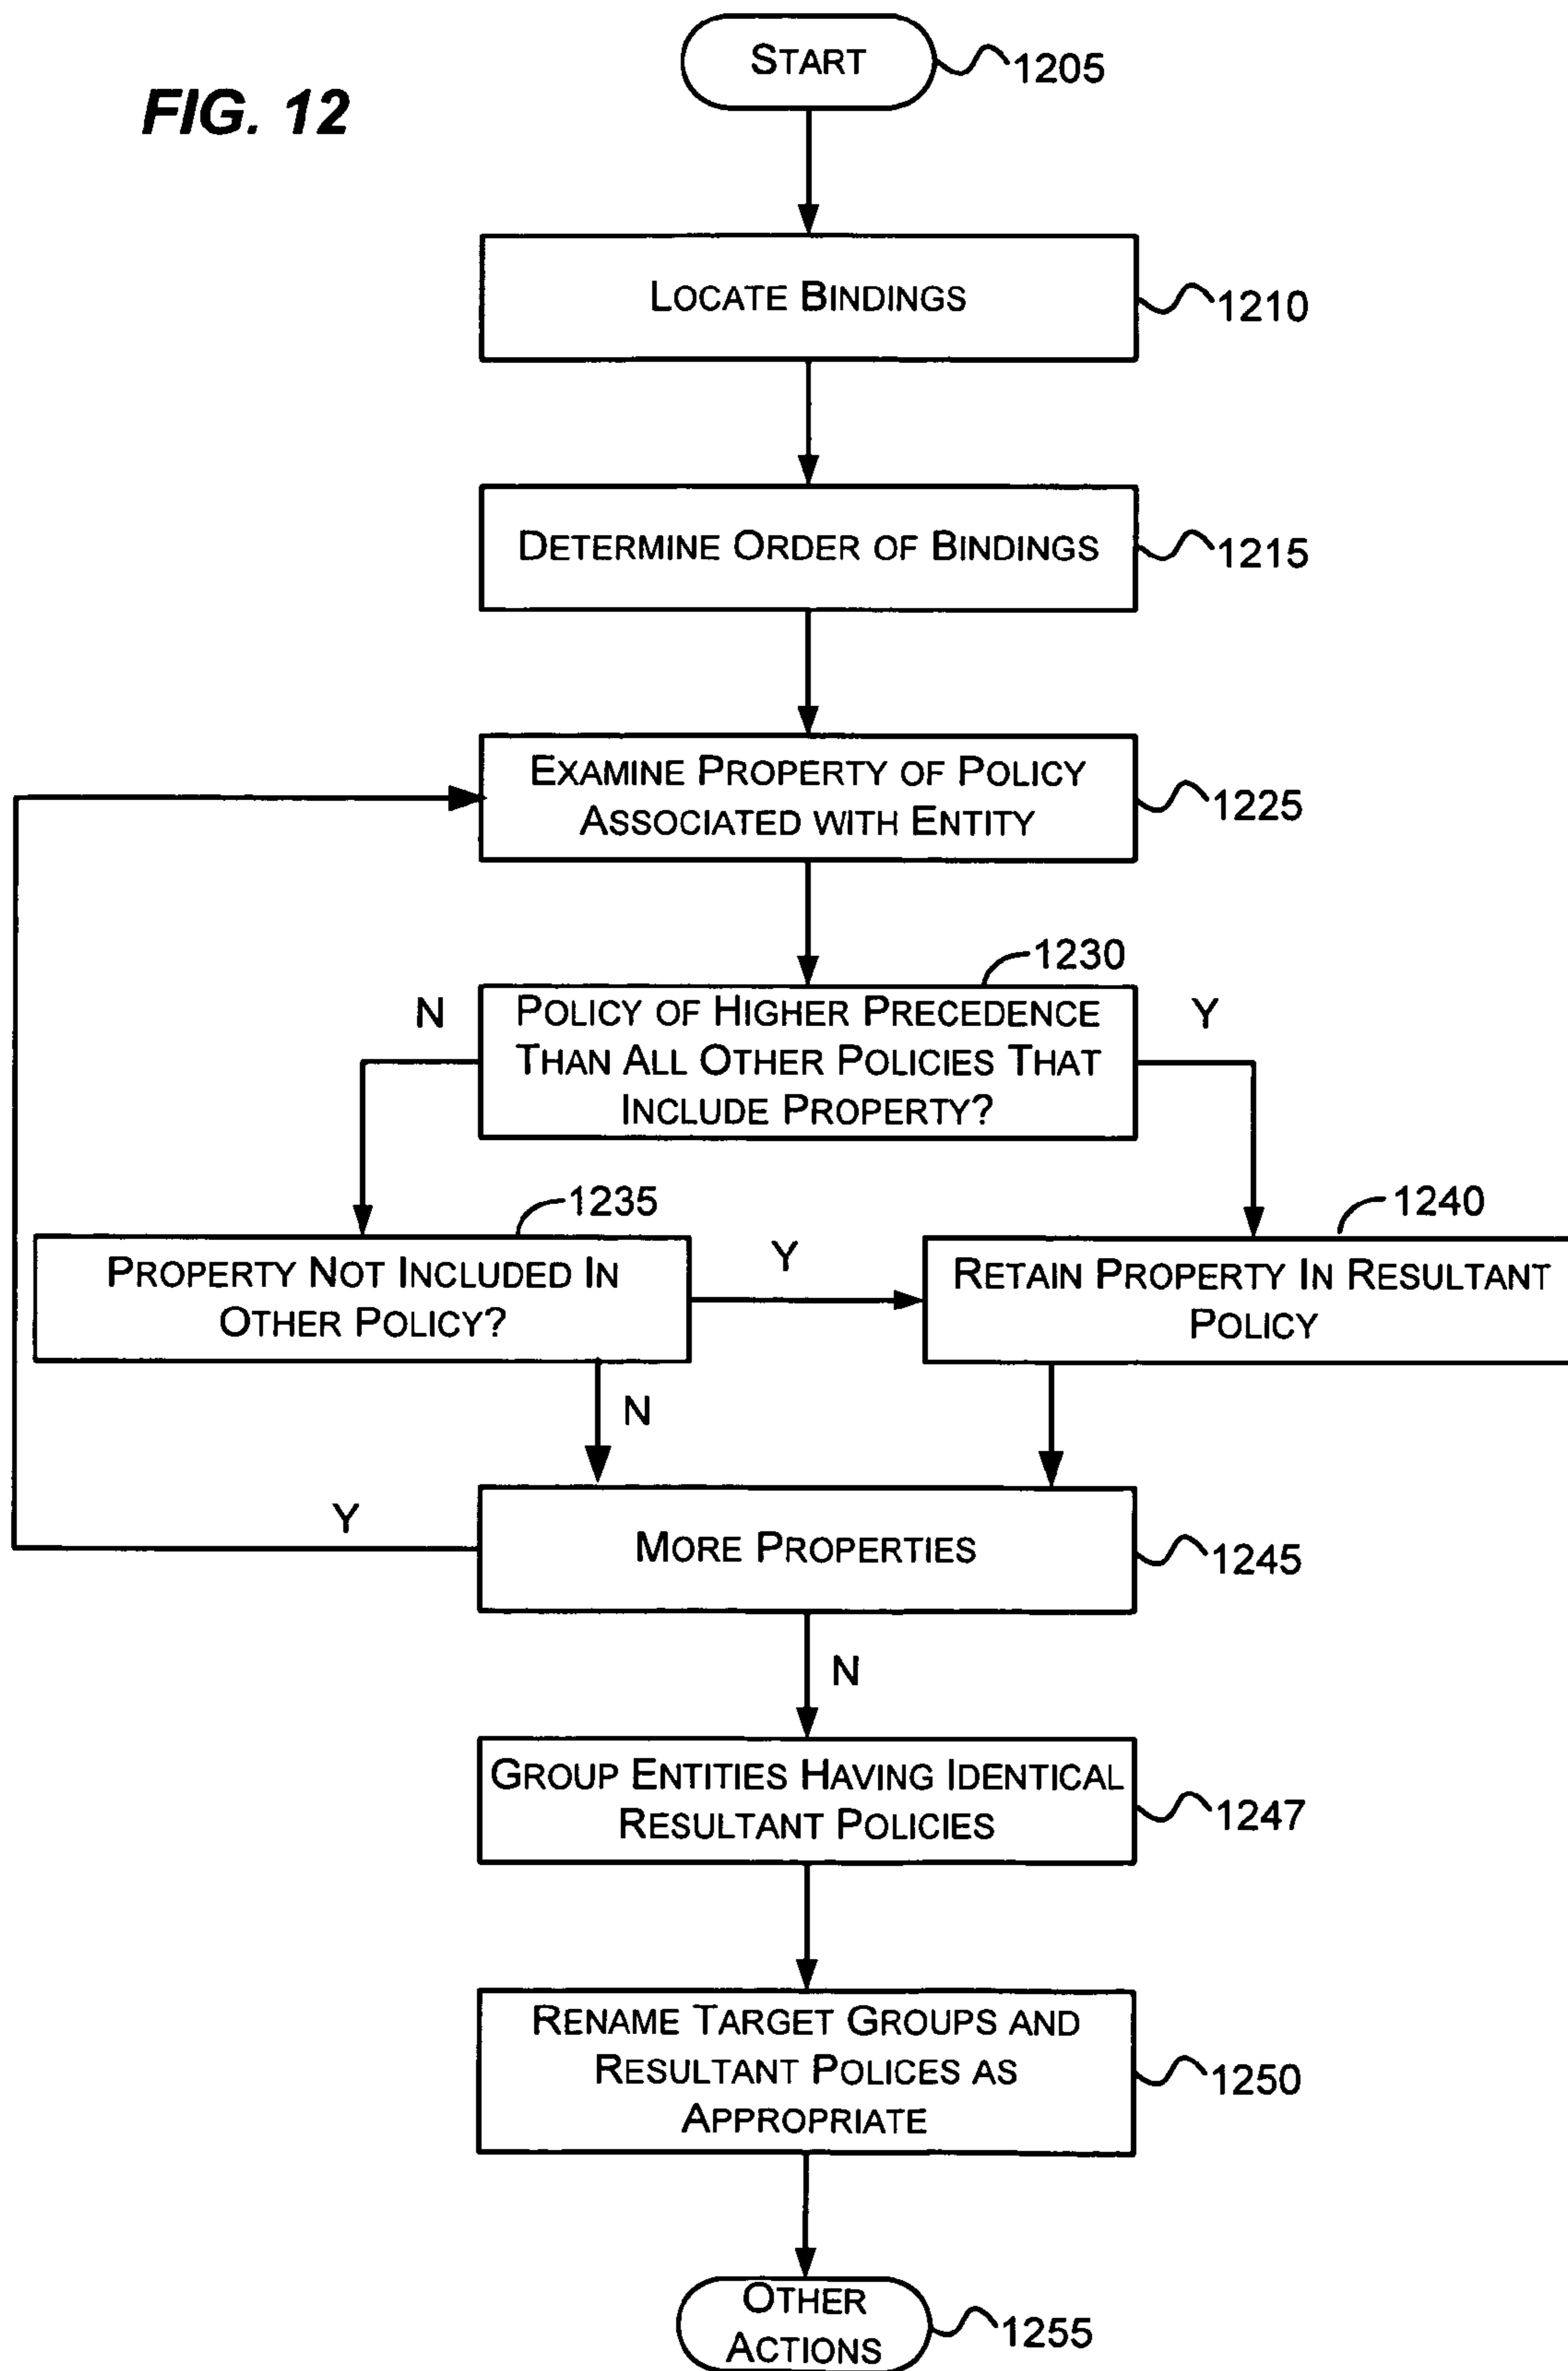 FIG. 12
START
1205
LOCATE BINDINGS
1210
DETERMINE ORDER OF BINDINGS
1215
EXAMINE PROPERTY OF POLICY
ASSOCIATED WITH ENTITY
1225
1230
N
POLICY OF HIGHER PRECEDENCE
THAN ALL OTHER POLICIES THAT
INCLUDE PROPERTY?
Y
1235
PROPERTY NOT INCLUDED IN
OTHER POLICY?
Y
1240
RETAIN PROPERTY IN RESULTANT
POLICY
N
Y
MORE PROPERTIES
1245
N
GROUP ENTITIES HAVING IDENTICAL
RESULTANT POLICIES
1247
RENAME TARGET GROUPS AND
RESULTANT POLICES AS
APPROPRIATE
1250
OTHER
ACTIONS
1255